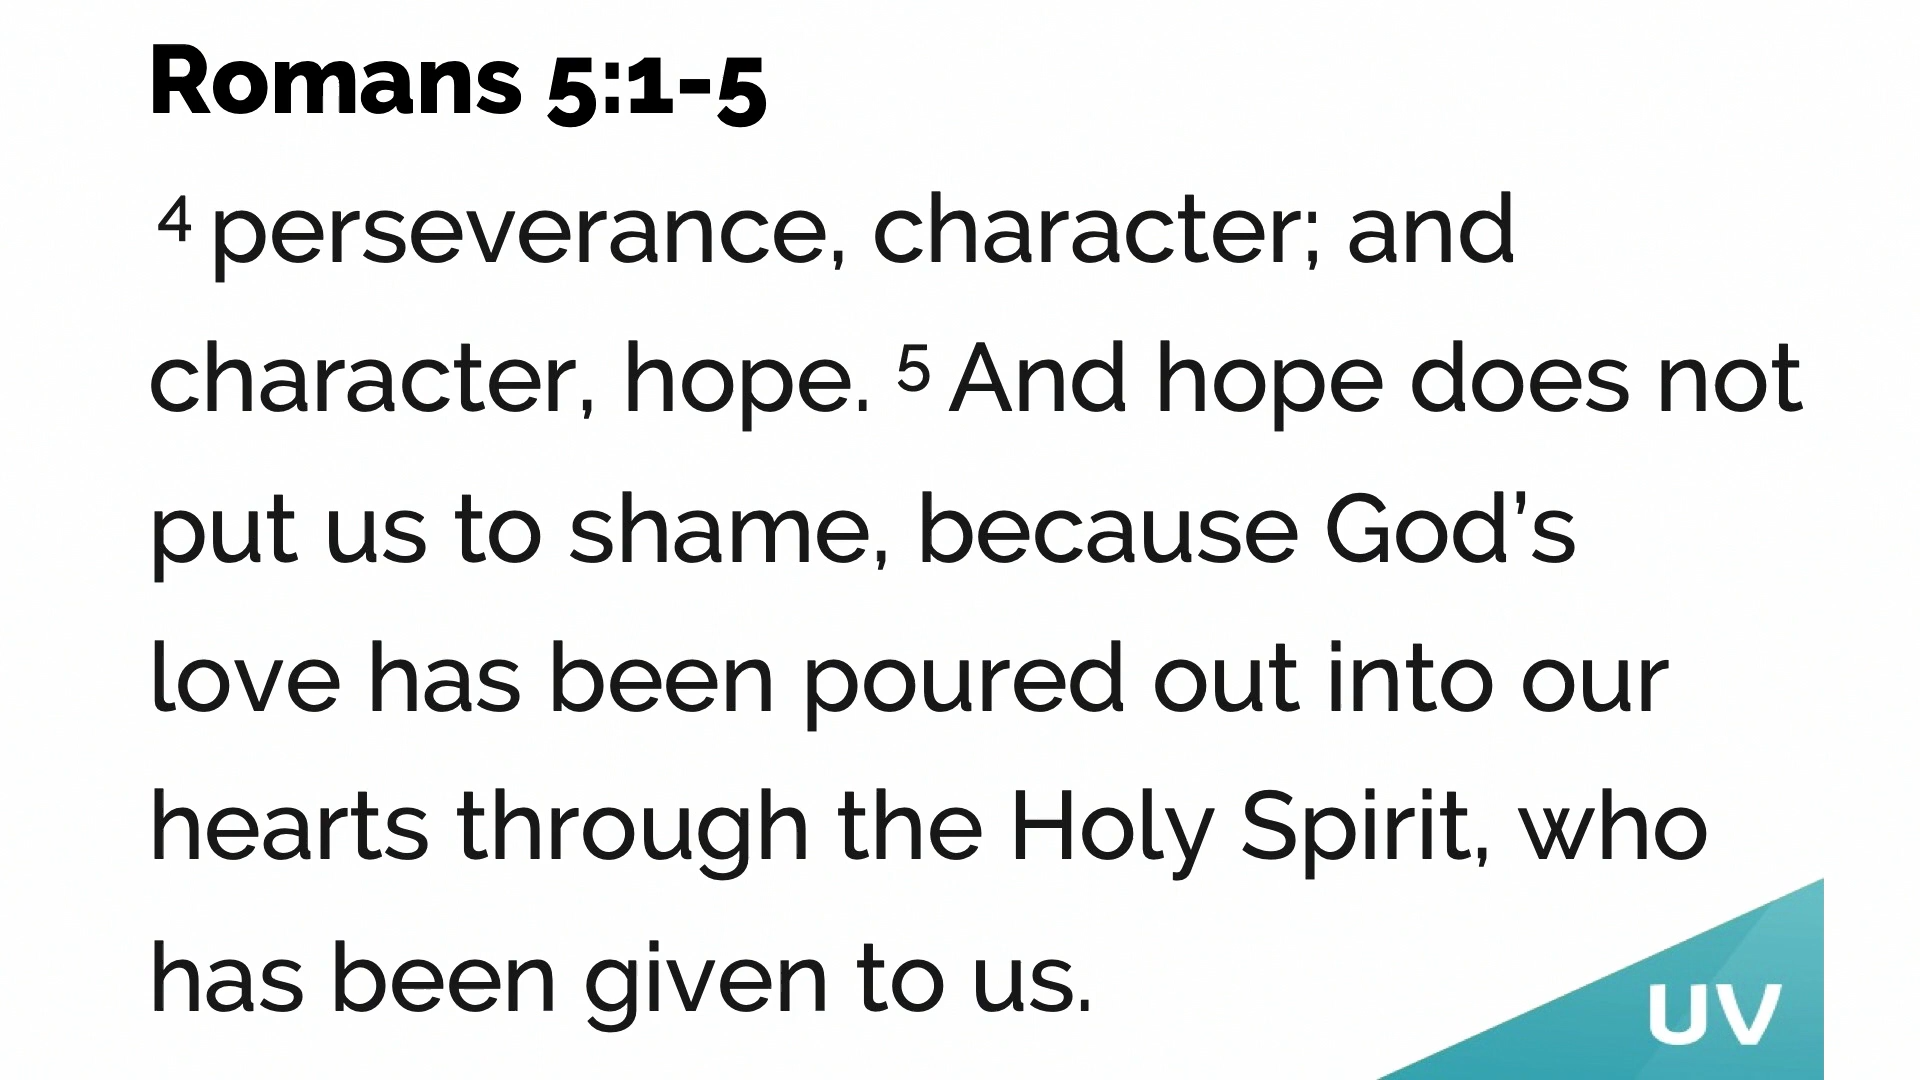 Romans 5:1-5
4 perseverance, character; and
character, hope. 5 And hope does not
put us to shame, because God’s
love has been poured out into our
hearts through the Holy Spirit, who
has been given to us.
UV